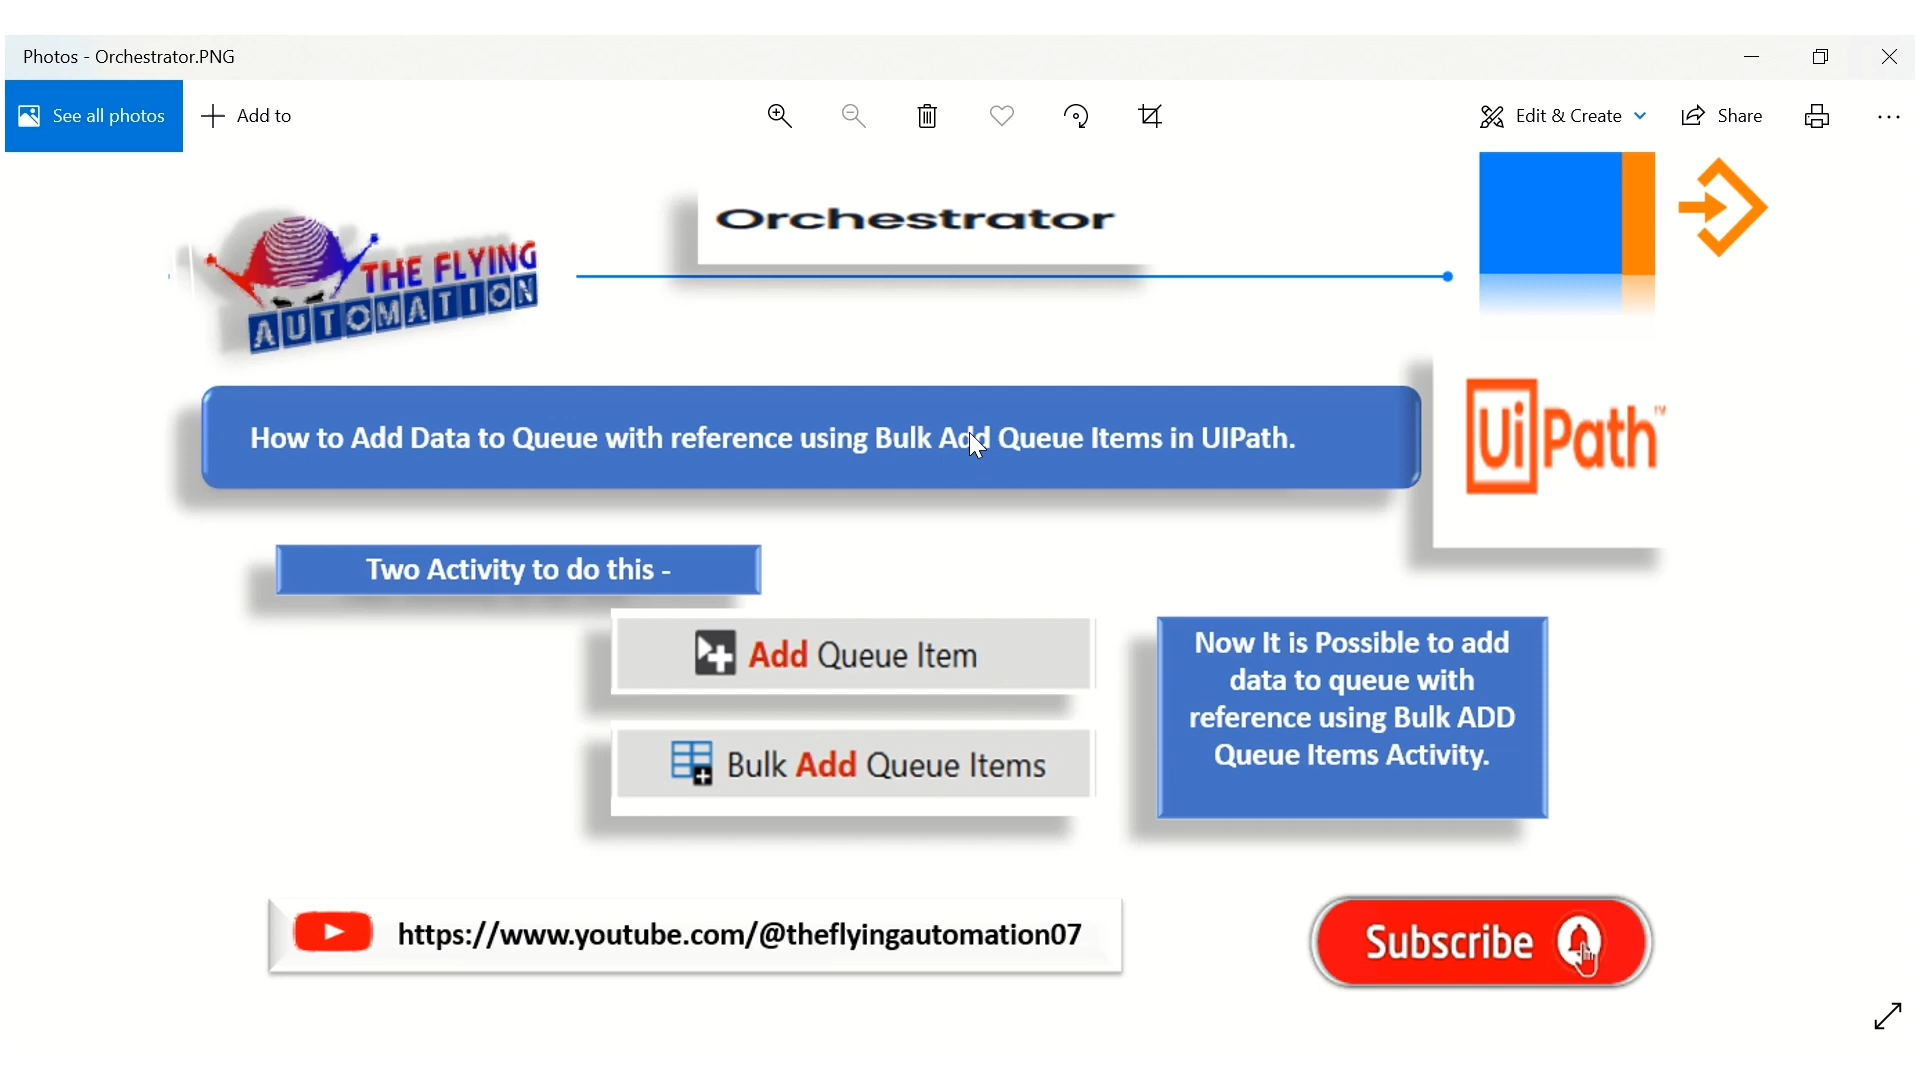 Photos - Orchestrator.PNG
See all photos
Add to
Edit & Create
Share
Orchestrator
THE FLYING
AUTOMATION
How to Add Data to Queue with reference using Bulk Add Queue Items in UIPath.
UiPath™
Two Activity to do this -
Add Queue Item
Bulk Add Queue Items
Now It is Possible to add
data to queue with
reference using Bulk ADD
Queue Items Activity.
https://www.youtube.com/@theflyingautomation07
Subscribe